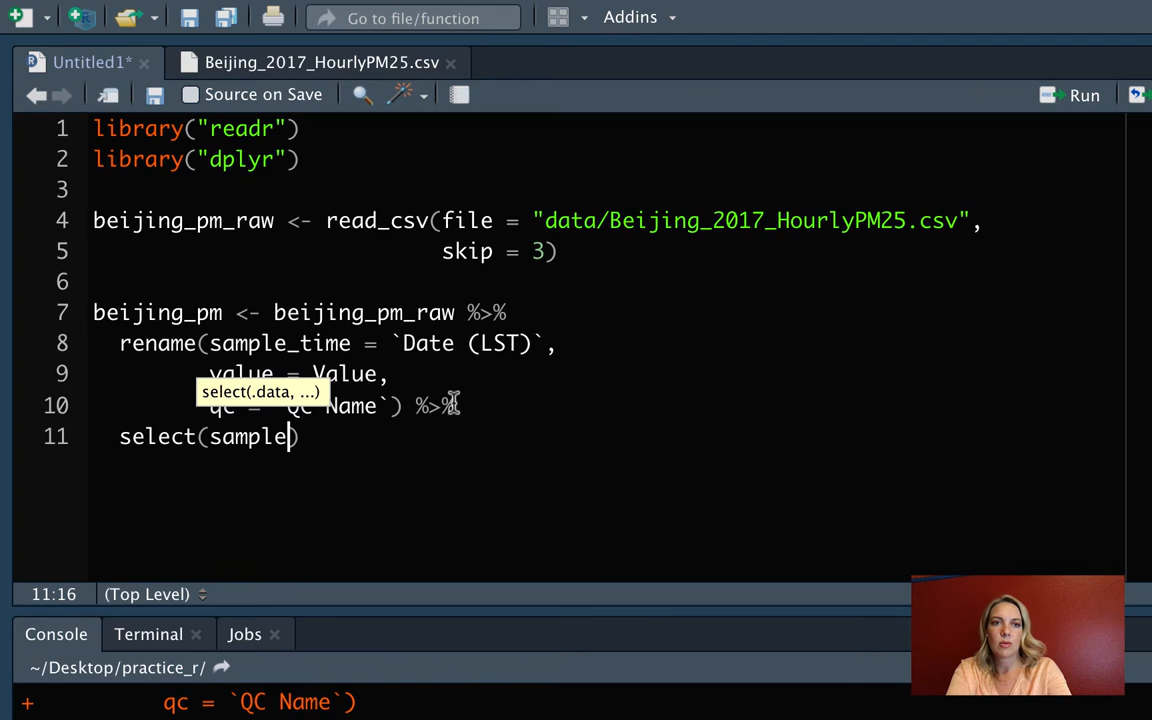 Go to file/function
Addins
Untitled1*
Beijing_2017_HourlyPM25.csv
Source on Save
Run
1 library("readr")
2 library("dplyr")
3
4 beijing_pm_raw <- read_csv(file = "data/Beijing_2017_HourlyPM25.csv",
5 skip = 3)
6
7 beijing_pm <- beijing_pm_raw %>%
8 rename(sample_time = `Date (LST)`,
9 value = Value,
select(.data, ...)
10 qc = `QC Name`) %>%
11 select(sample)
11:16 (Top Level)
Console Terminal Jobs
~/Desktop/practice_r/
+ qc = `QC Name`)